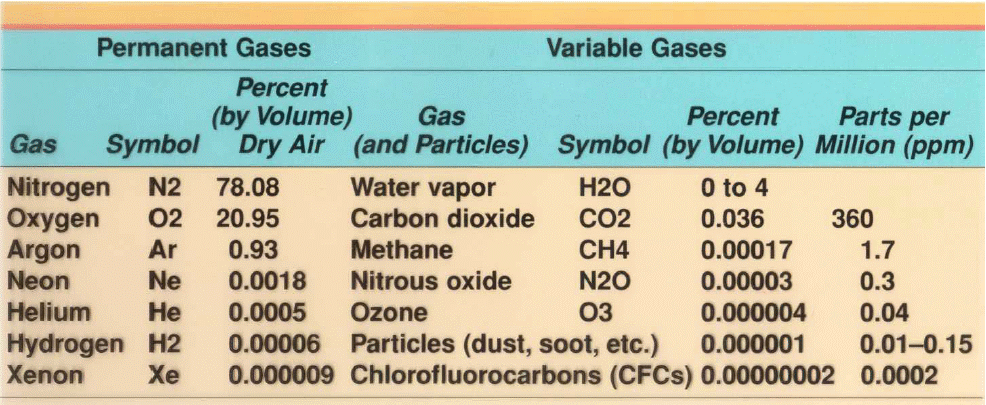 Permanent Gases Variable Gases
Percent
(by Volume) Gas Percent Parts per
Gas Symbol Dry Air (and Particles) Symbol (by Volume) Million (ppm)
Nitrogen N2 78.08 Water vapor H2O 0 to 4
Oxygen O2 20.95 Carbon dioxide CO2 0.036 360
Argon Ar 0.93 Methane CH4 0.00017 1.7
Neon Ne 0.0018 Nitrous oxide N2O 0.00003 0.3
Helium He 0.0005 Ozone O3 0.000004 0.04
Hydrogen H2 0.00006 Particles (dust, soot, etc.) 0.000001 0.01–0.15
Xenon Xe 0.000009 Chlorofluorocarbons (CFCs) 0.00000002 0.0002